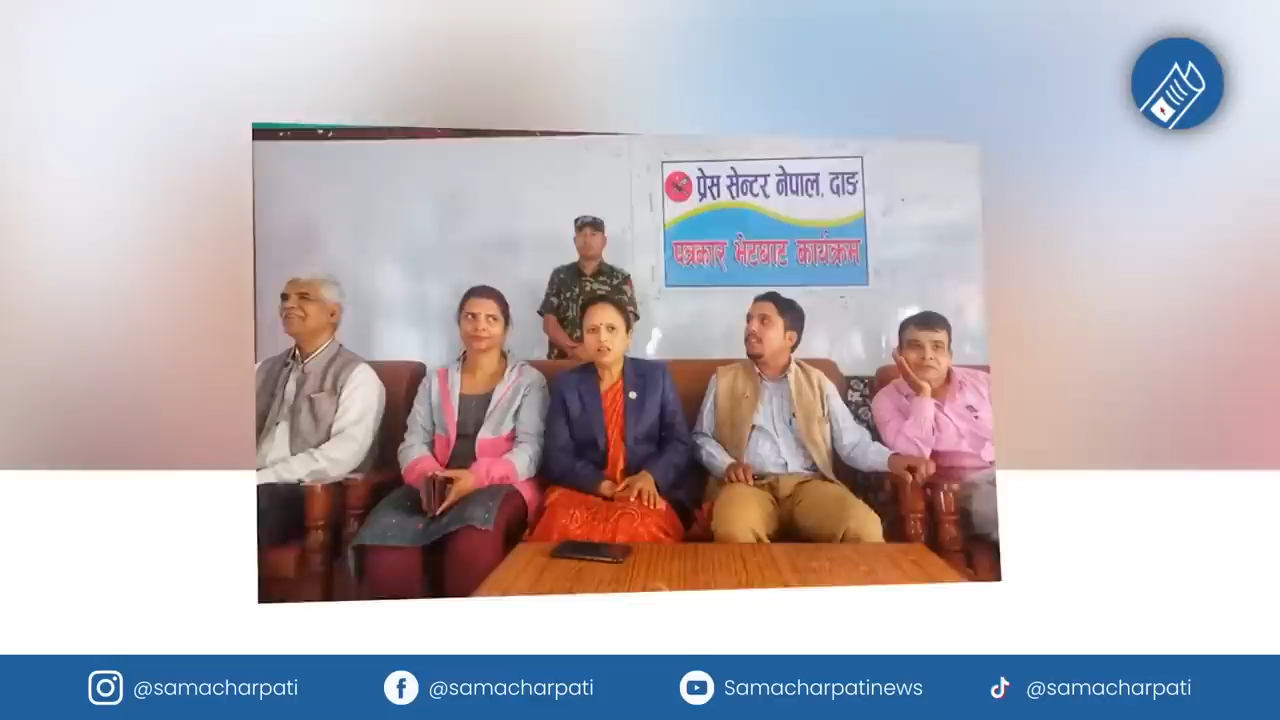 प्रेस सेन्टर नेपाल, दाङ
पत्रकार भेटघाट कार्यक्रम
@samacharpati
@samacharpati
Samacharpatinews
@samacharpati